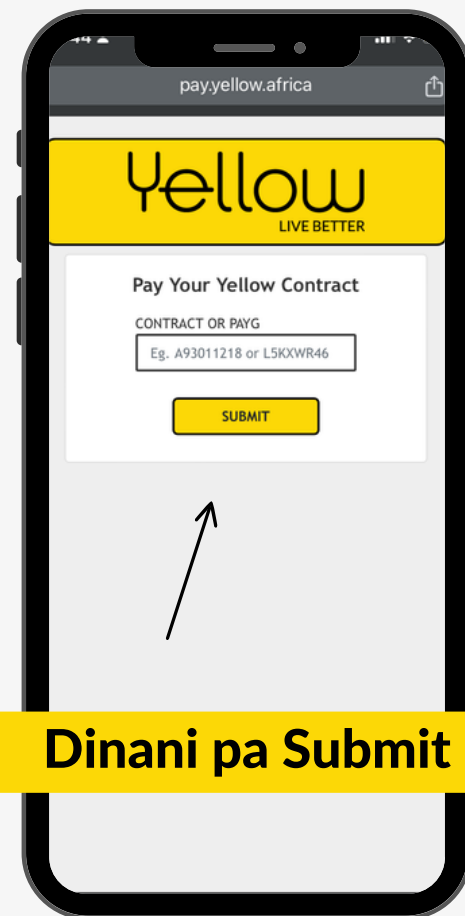 pay.yellow.africa
Yellow
LIVE BETTER
Pay Your Yellow Contract
CONTRACT OR PAYG
Eg. A93011218 or L5KXWR46
SUBMIT
Dinani pa Submit